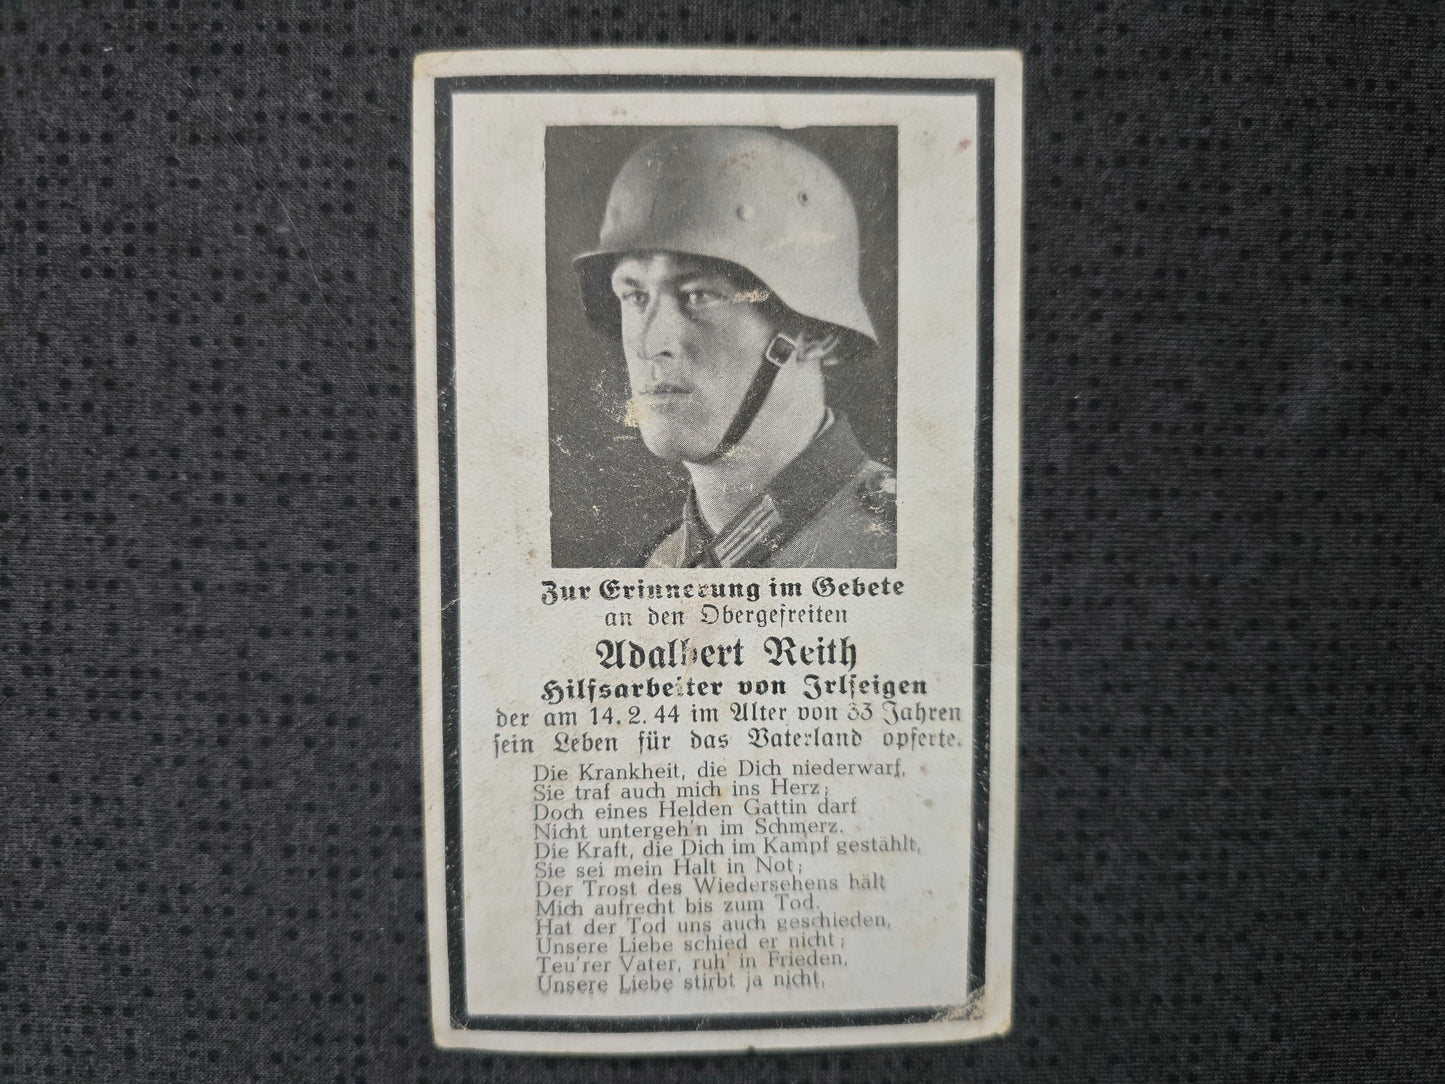 Zur Erinnerung im Gebete
an den Obergefreiten
Adalbert Reith
Hilfsarbeiter von Irlseigen
der am 14. 2. 44 im Alter von 33 Jahren
sein Leben für das Vaterland opferte.
Die Krankheit, die Dich niederwarf,
Sie traf auch mich ins Herz;
Doch eines Helden Gattin darf
Nicht untergeh'n im Schmerz.
Die Kraft, die Dich im Kampf gestählt,
Sie sei mein Halt in Not;
Der Trost des Wiedersehens hält
Mich aufrecht bis zum Tod.
Hat der Tod uns auch geschieden,
Unsere Liebe schied er nicht;
Teu'rer Vater, ruh' in Frieden,
Unsere Liebe stirbt ja nicht.